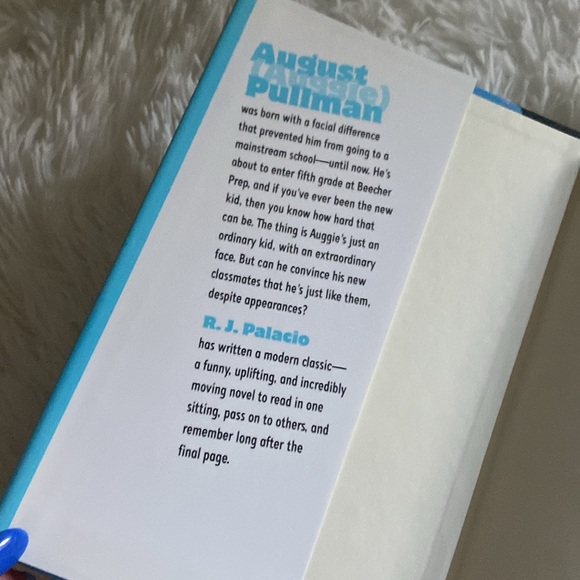 August
(Auggie)
Pullman
was born with a facial difference
that prevented him from going to a
mainstream school—until now. He's
about to enter fifth grade at Beecher
Prep, and if you've ever been the new
kid, then you know how hard that
can be. The thing is Auggie's just an
ordinary kid, with an extraordinary
face. But can he convince his new
classmates that he's just like them,
despite appearances?
R. J. Palacio
has written a modern classic—
a funny, uplifting, and incredibly
moving novel to read in one
sitting, pass on to others, and
remember long after the
final page.